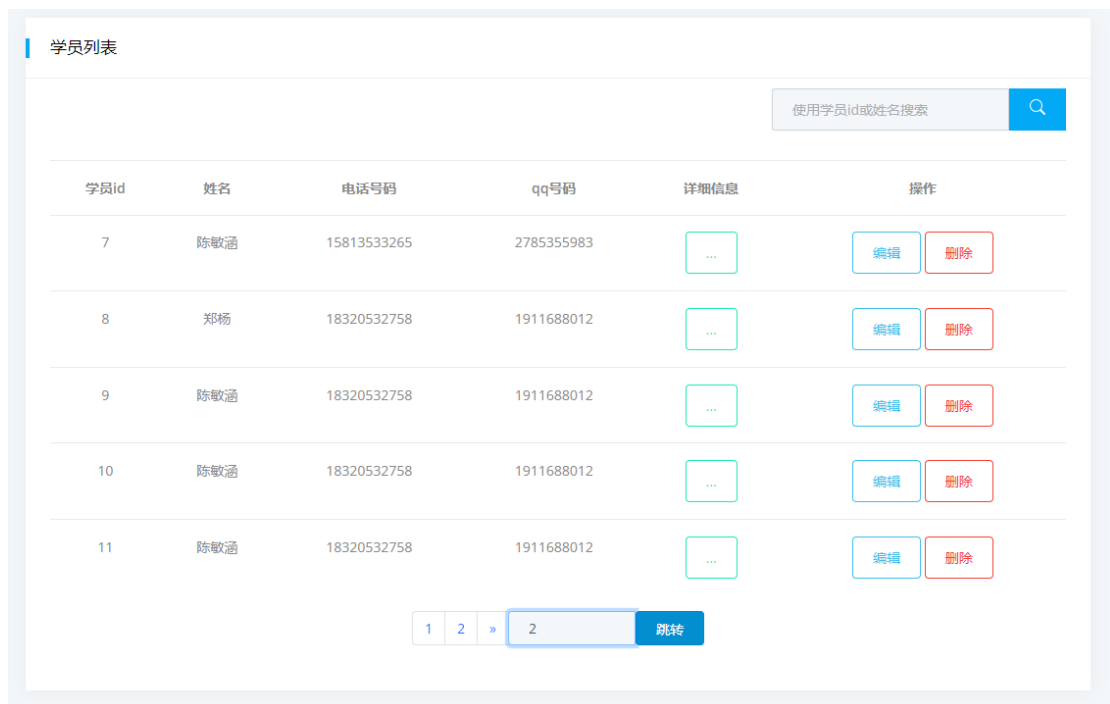 学员列表
使用学员id或姓名搜索
学员id 姓名 电话号码 qq号码 详细信息 操作
7 陈敏涵 15813533265 2785355983 ... 编辑 删除
8 郑杨 18320532758 1911688012 ... 编辑 删除
9 陈敏涵 18320532758 1911688012 ... 编辑 删除
10 陈敏涵 18320532758 1911688012 ... 编辑 删除
11 陈敏涵 18320532758 1911688012 ... 编辑 删除
1 2 » 2 跳转